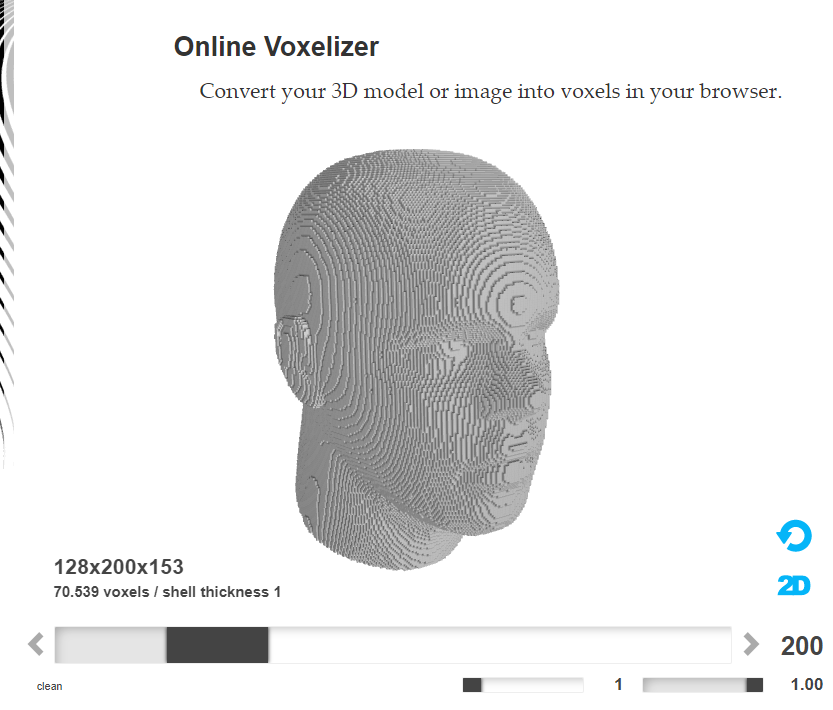 Online Voxelizer
Convert your 3D model or image into voxels in your browser.
128x200x153
70.539 voxels / shell thickness 1
2D
200
clean
1
1.00